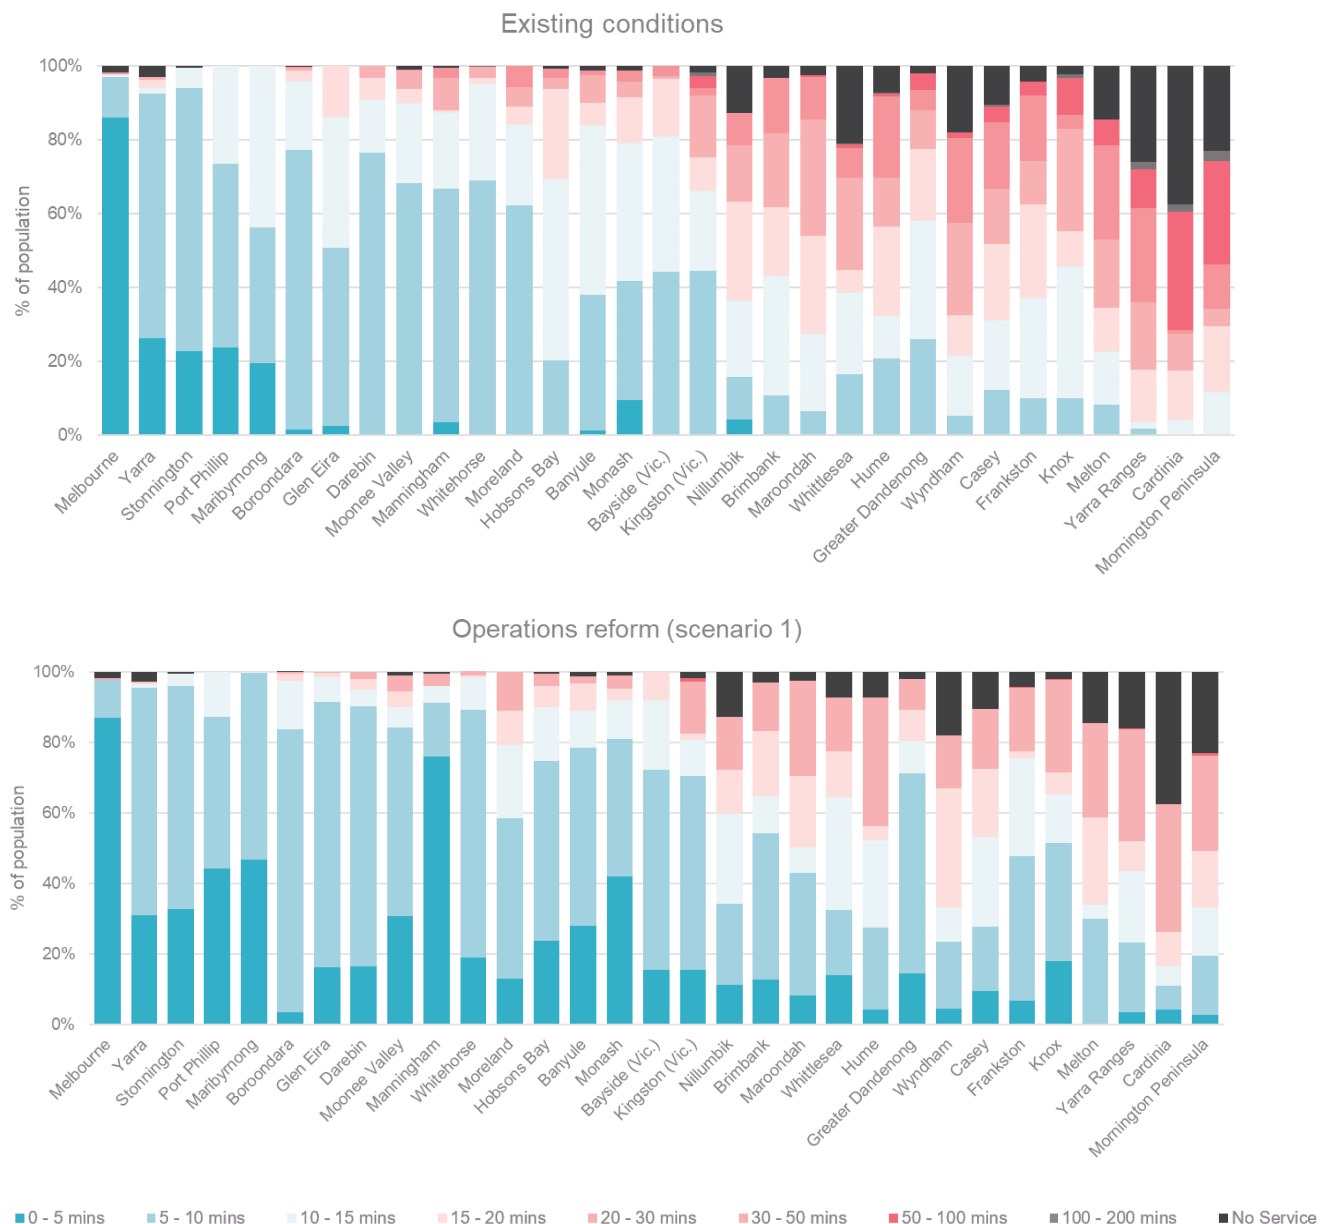 Existing conditions
100%
80%
60%
40%
20%
0%
% of population
Melbourne
Yarra
Stonnington
Port Phillip
Maribyrnong
Boroondara
Glen Eira
Darebin
Moonee Valley
Manningham
Whitehorse
Moreland
Hobsons Bay
Banyule
Monash
Bayside (Vic.)
Kingston (Vic.)
Nillumbik
Brimbank
Maroondah
Whittlesea
Hume
Greater Dandenong
Wyndham
Casey
Frankston
Knox
Melton
Yarra Ranges
Cardinia
Mornington Peninsula
Operations reform (scenario 1)
100%
80%
60%
40%
20%
0%
% of population
Melbourne
Yarra
Stonnington
Port Phillip
Maribyrnong
Boroondara
Glen Eira
Darebin
Moonee Valley
Manningham
Whitehorse
Moreland
Hobsons Bay
Banyule
Monash
Bayside (Vic.)
Kingston (Vic.)
Nillumbik
Brimbank
Maroondah
Whittlesea
Hume
Greater Dandenong
Wyndham
Casey
Frankston
Knox
Melton
Yarra Ranges
Cardinia
Mornington Peninsula
0 - 5 mins 5 - 10 mins 10 - 15 mins 15 - 20 mins 20 - 30 mins 30 - 50 mins 50 - 100 mins 100 - 200 mins No Service